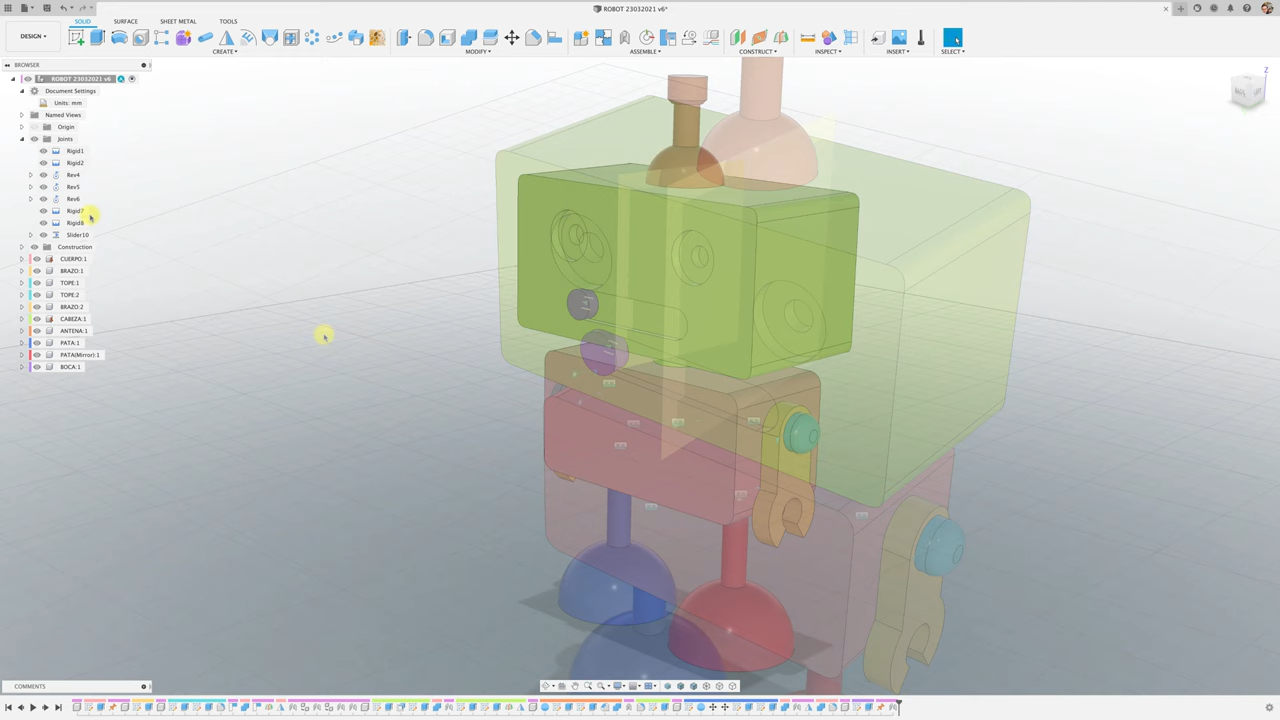 ROBOT 23032021 v6*
SOLID SURFACE SHEET METAL TOOLS
DESIGN
CREATE MODIFY ASSEMBLE CONSTRUCT INSPECT INSERT SELECT
BROWSER
ROBOT 23032021 v6
Document Settings
Units: mm
Named Views
Origin
Joints
Rigid1
Rigid2
Rev4
Rev5
Rev6
Rigid7
Rigid8
Slider10
Construction
CUERPO:1
BRAZO:1
TOPE:1
TOPE:2
BRAZO:2
CABEZA:1
ANTENA:1
PATA:1
PATA(Mirror):1
BOCA:1
Z
COMMENTS